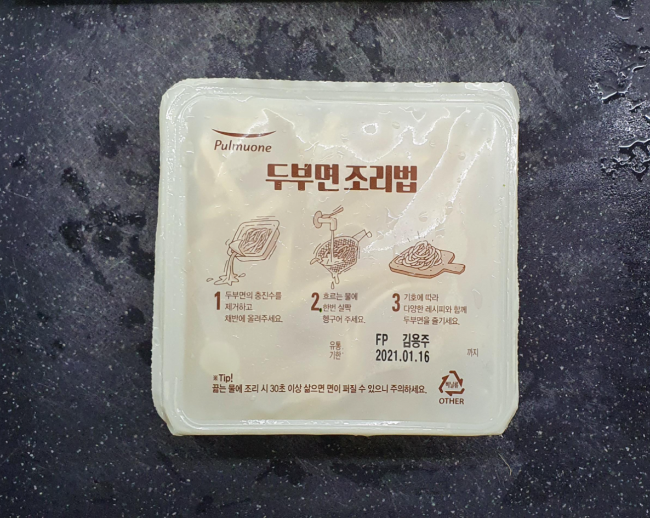 Pulmuone
두부면 조리법
1 두부면의 충진수를
제거하고
채반에 올려주세요.
2. 흐르는 물에
한번 살짝
헹구어 주세요.
3 기호에 따라
다양한 레시피와 함께
두부면을 즐기세요.
유통
기한
FP 김용주
2021.01.16
까지
※Tip!
끓는 물에 조리 시 30초 이상 삶으면 면이 퍼질 수 있으니 주의하세요.
비닐류
OTHER